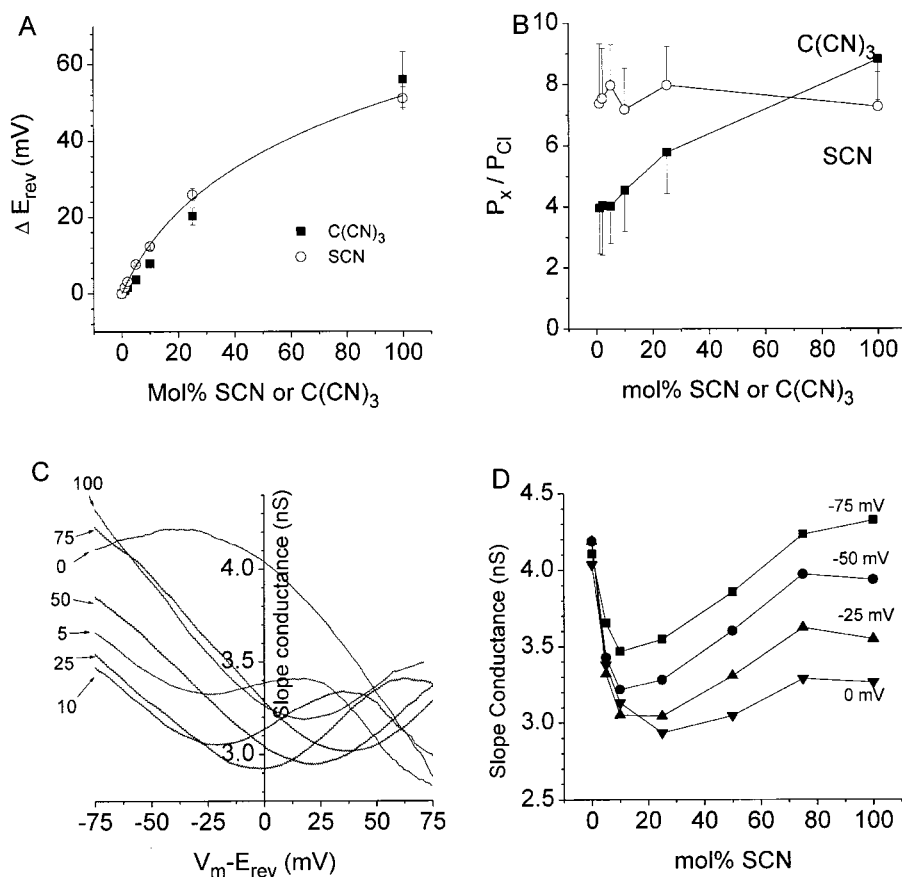 A
60
40
20
0
Δ E_rev (mV)
C(CN)₃
SCN
0 20 40 60 80 100
Mol% SCN or C(CN)₃
B
10
8
6
4
2
0
P_x / P_Cl
C(CN)₃
SCN
0 20 40 60 80 100
mol% SCN or C(CN)₃
C
100
75
0
50
5
25
10
4.0
3.5
3.0
Slope conductance (nS)
-75 -50 -25 0 25 50 75
V_m-E_rev (mV)
D
4.5
4.0
3.5
3.0
2.5
Slope Conductance (nS)
-75 mV
-50 mV
-25 mV
0 mV
0 20 40 60 80 100
mol% SCN